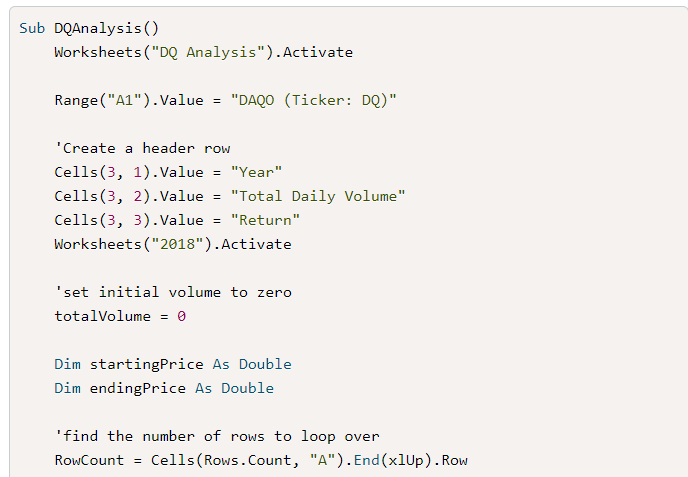 Sub DQAnalysis()
    Worksheets("DQ Analysis").Activate

    Range("A1").Value = "DAQO (Ticker: DQ)"

    'Create a header row
    Cells(3, 1).Value = "Year"
    Cells(3, 2).Value = "Total Daily Volume"
    Cells(3, 3).Value = "Return"
    Worksheets("2018").Activate

    'set initial volume to zero
    totalVolume = 0

    Dim startingPrice As Double
    Dim endingPrice As Double

    'find the number of rows to loop over
    RowCount = Cells(Rows.Count, "A").End(xlUp).Row